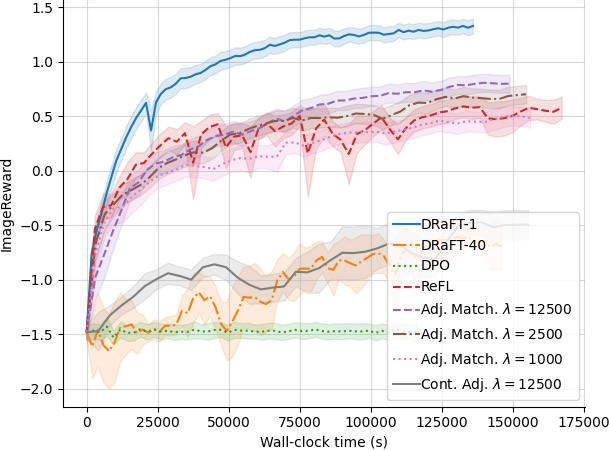 1.5
1.0
0.5
0.0
−0.5
−1.0
−1.5
−2.0
ImageReward
DRaFT-1
DRaFT-40
DPO
ReFL
Adj. Match. λ = 12500
Adj. Match. λ = 2500
Adj. Match. λ = 1000
Cont. Adj. λ = 12500
0 25000 50000 75000 100000 125000 150000 175000
Wall-clock time (s)